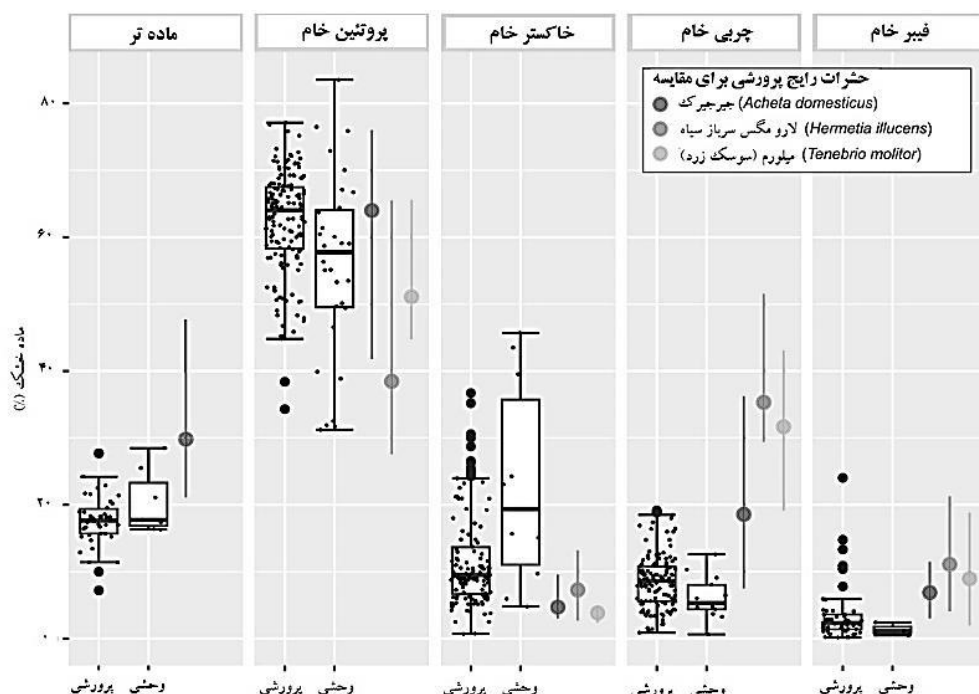 ماده تر
پروتئین خام
خاکستر خام
چربی خام
فیبر خام
حشرات رایج پرورشی برای مقایسه
جیرجیرک (Acheta domesticus)
لارو مگس سرباز سیاه (Hermetia illucens)
میلورم (سوسک زرد) (Tenebrio molitor)
ماده خشک (%)
۸۰
۶۰
۴۰
۲۰
۰۰
پرورشی وحشی
پرورشی وحشی
پرورشی وحشی
پرورشی وحشی
پرورشی وحشی